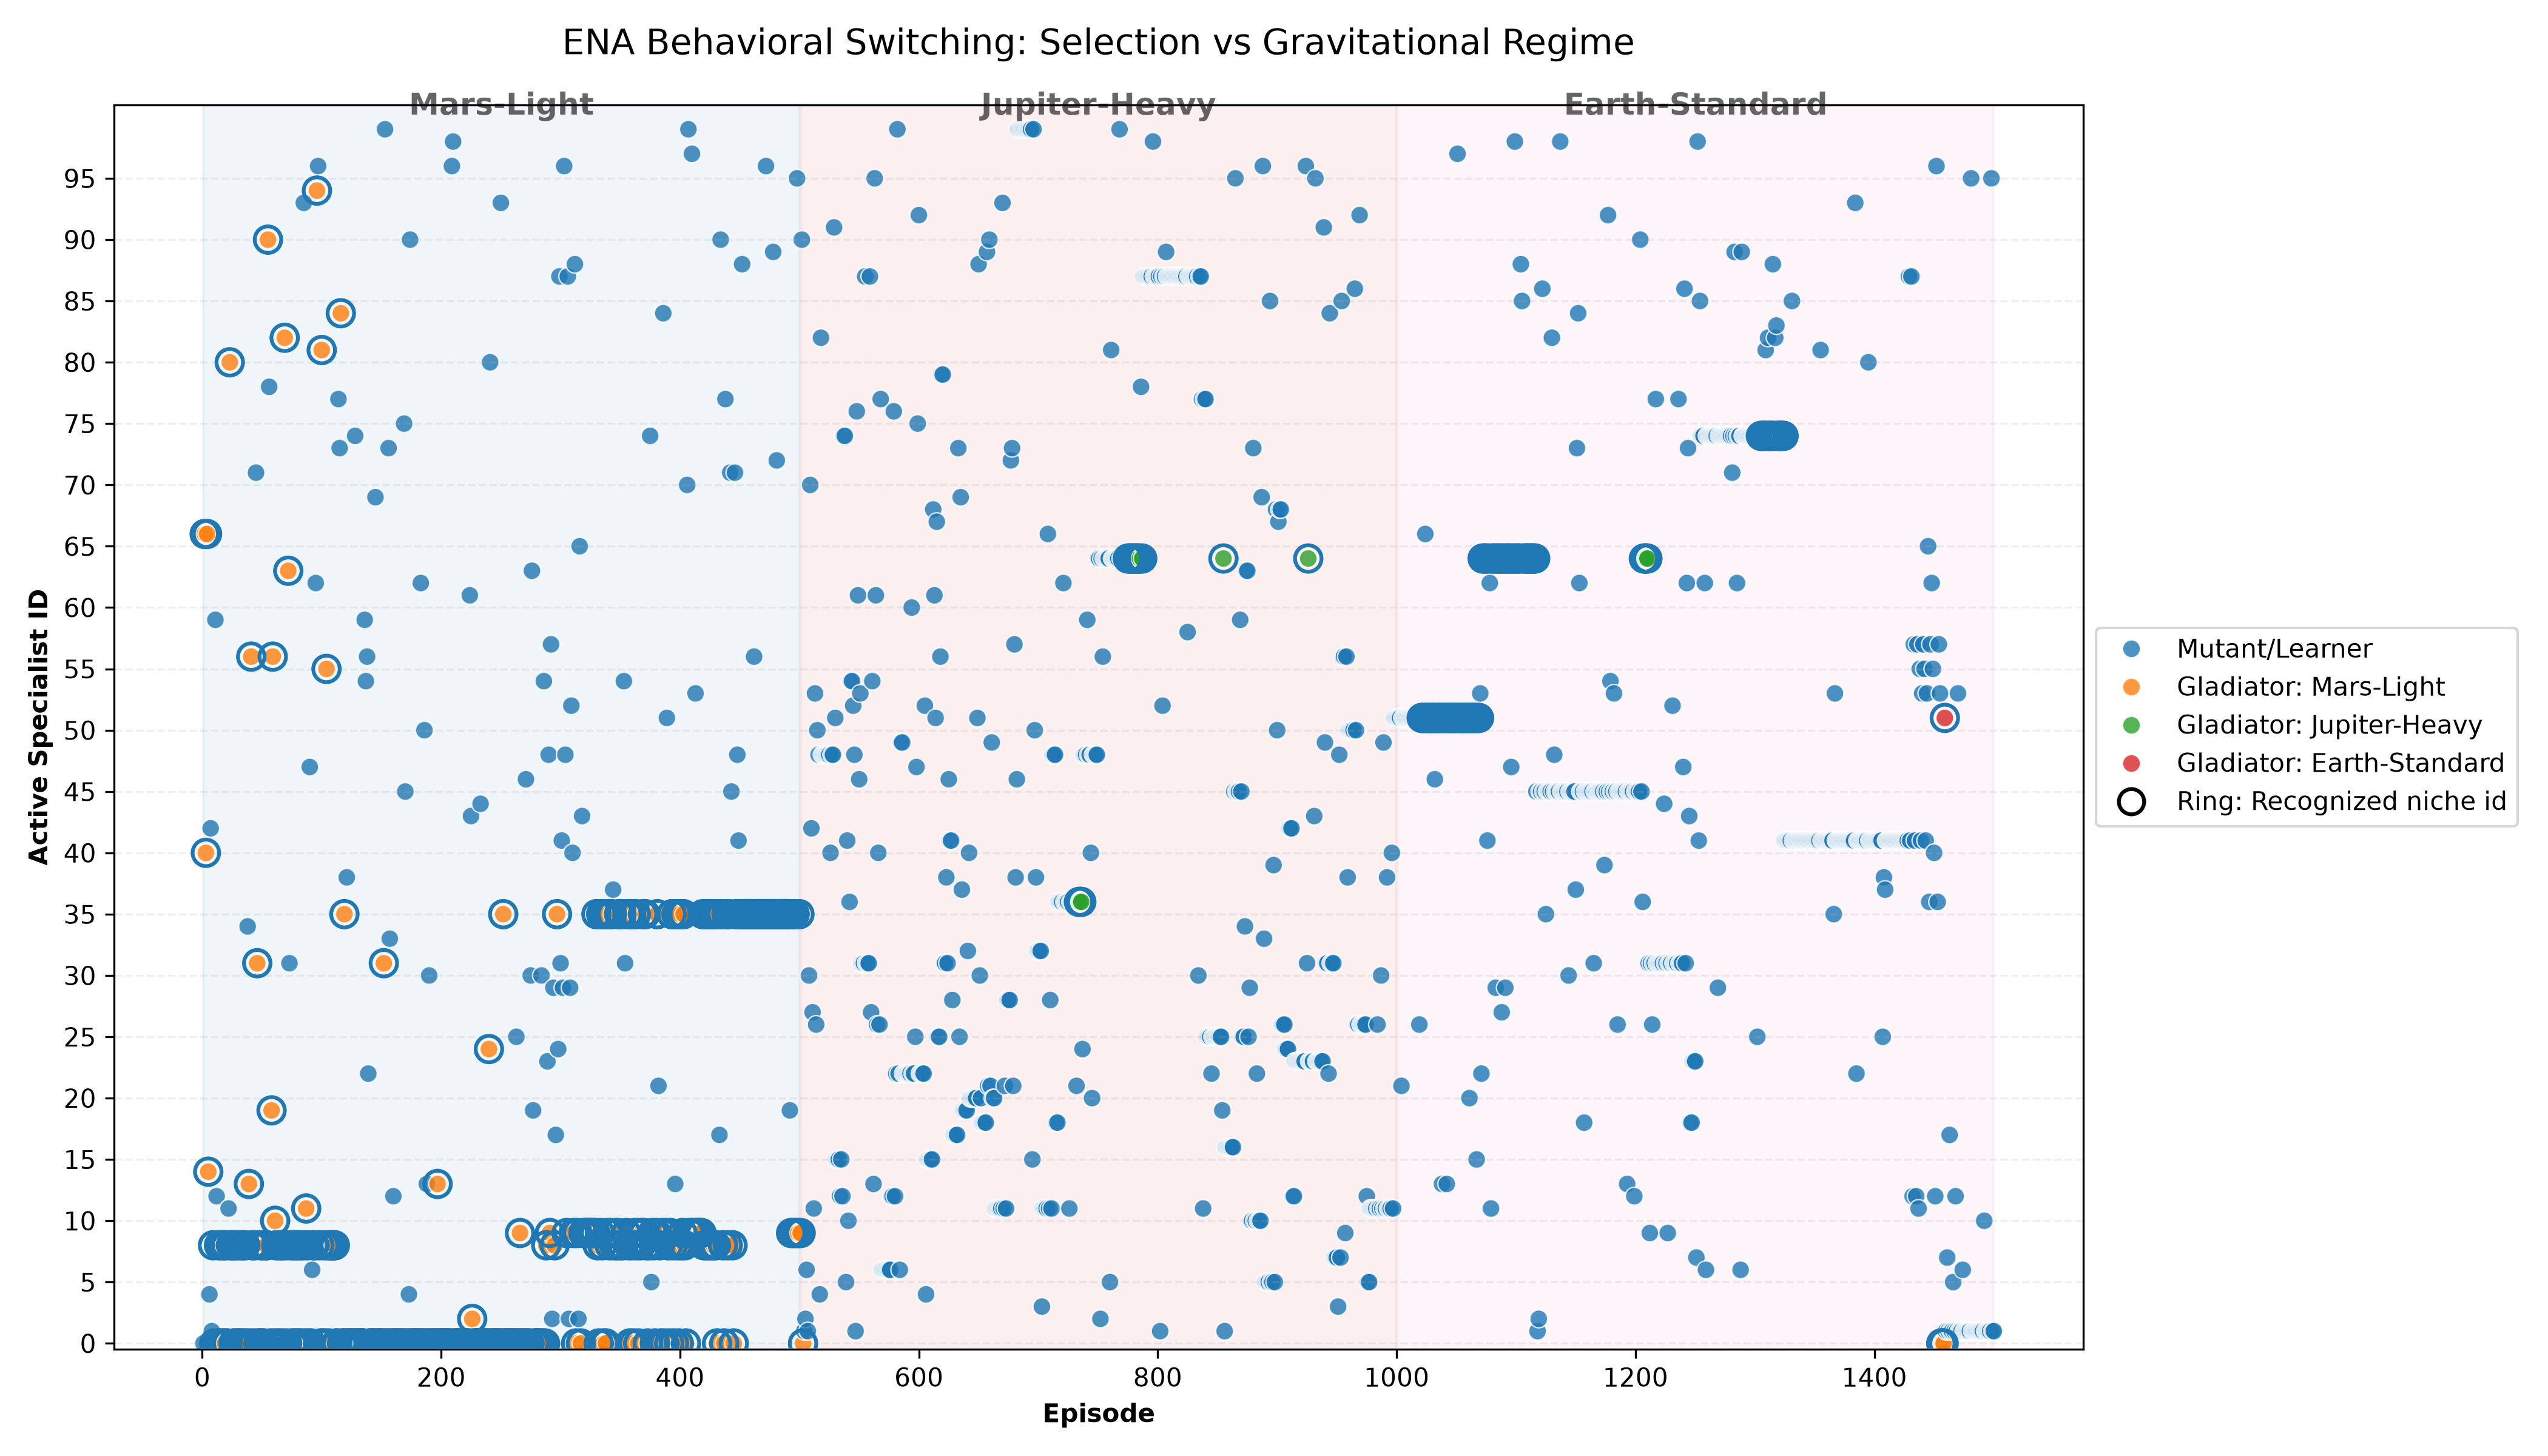 ENA Behavioral Switching: Selection vs Gravitational Regime
Mars-Light
Jupiter-Heavy
Earth-Standard
95
90
85
80
75
70
65
60
55
50
45
40
35
30
25
20
15
10
5
0
Active Specialist ID
0
200
400
600
800
1000
1200
1400
Episode
Mutant/Learner
Gladiator: Mars-Light
Gladiator: Jupiter-Heavy
Gladiator: Earth-Standard
Ring: Recognized niche id